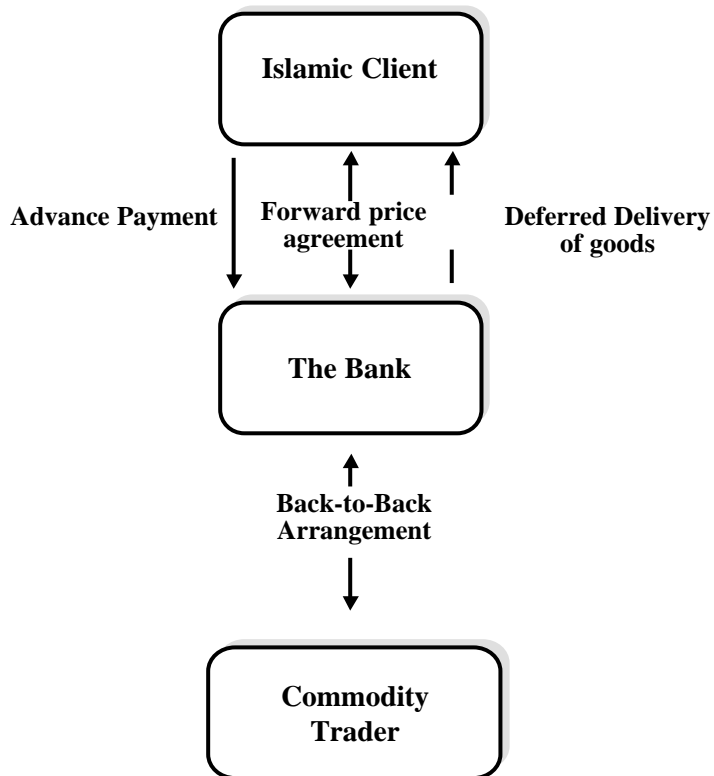 Islamic Client
Advance Payment
Forward price
agreement
Deferred Delivery
of goods
The Bank
Back-to-Back
Arrangement
Commodity
Trader